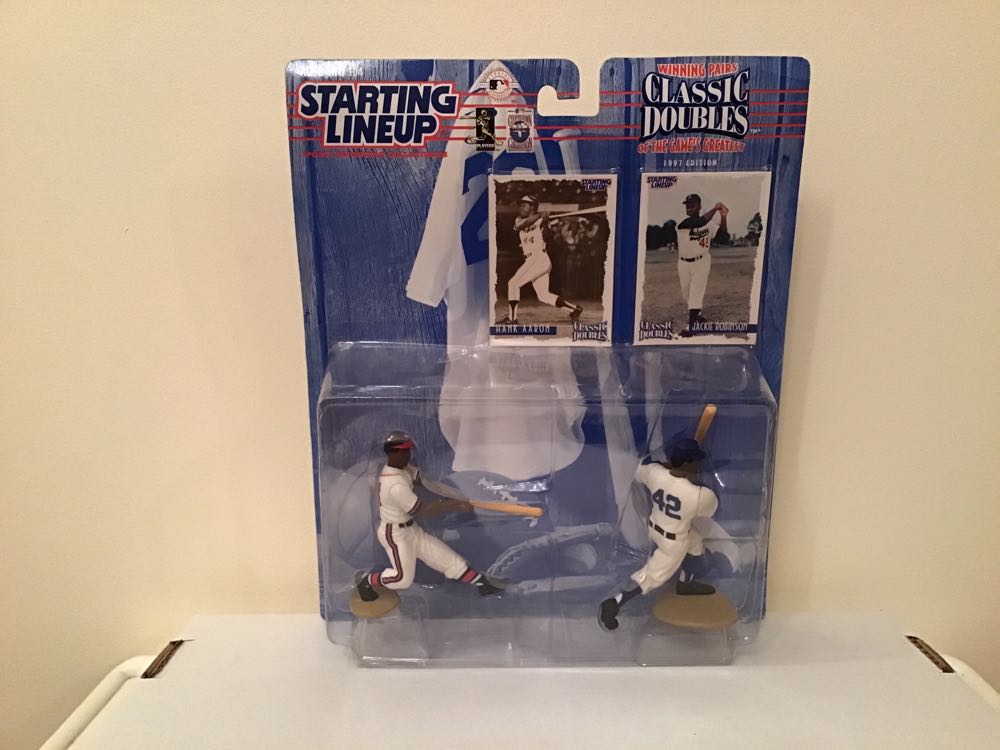 STARTING
LINEUP
WINNING PAIRS
CLASSIC
DOUBLES
OF THE GAME'S GREATEST
1997 EDITION
STARTING
LINEUP
44
HANK AARON
CLASSIC
DOUBLES
STARTING
LINEUP
CLASSIC
DOUBLES
JACKIE ROBINSON
42